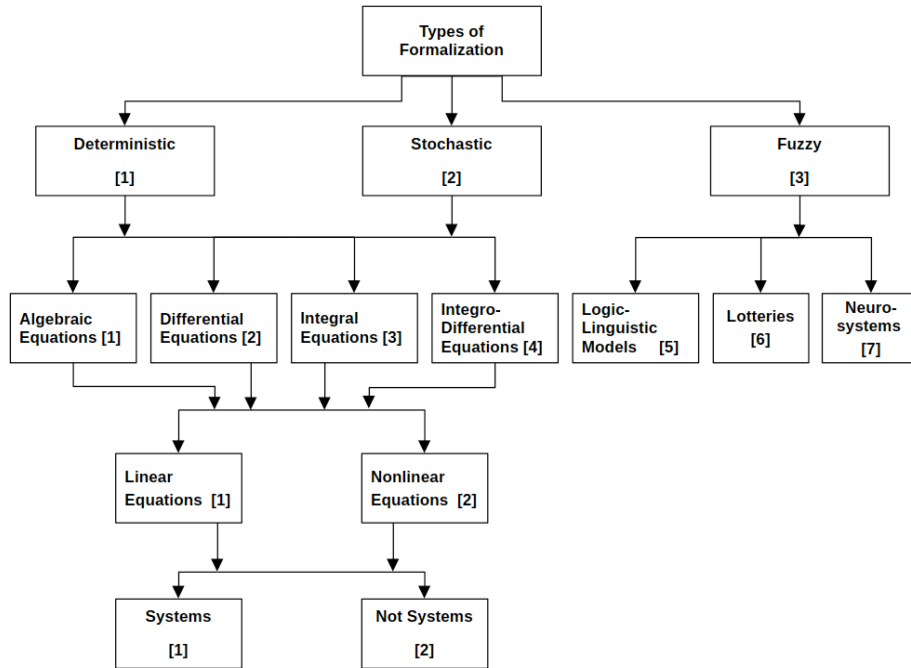 Types of
Formalization
Deterministic
[1]
Stochastic
[2]
Fuzzy
[3]
Algebraic
Equations [1]
Differential
Equations [2]
Integral
Equations [3]
Integro-
Differential
Equations [4]
Logic-
Linguistic
Models [5]
Lotteries
[6]
Neuro-
systems
[7]
Linear
Equations [1]
Nonlinear
Equations [2]
Systems
[1]
Not Systems
[2]